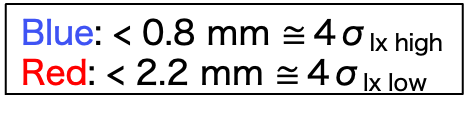 Blue: < 0.8 mm ≅ 4 σ lx high
Red: < 2.2 mm ≅ 4 σ lx low